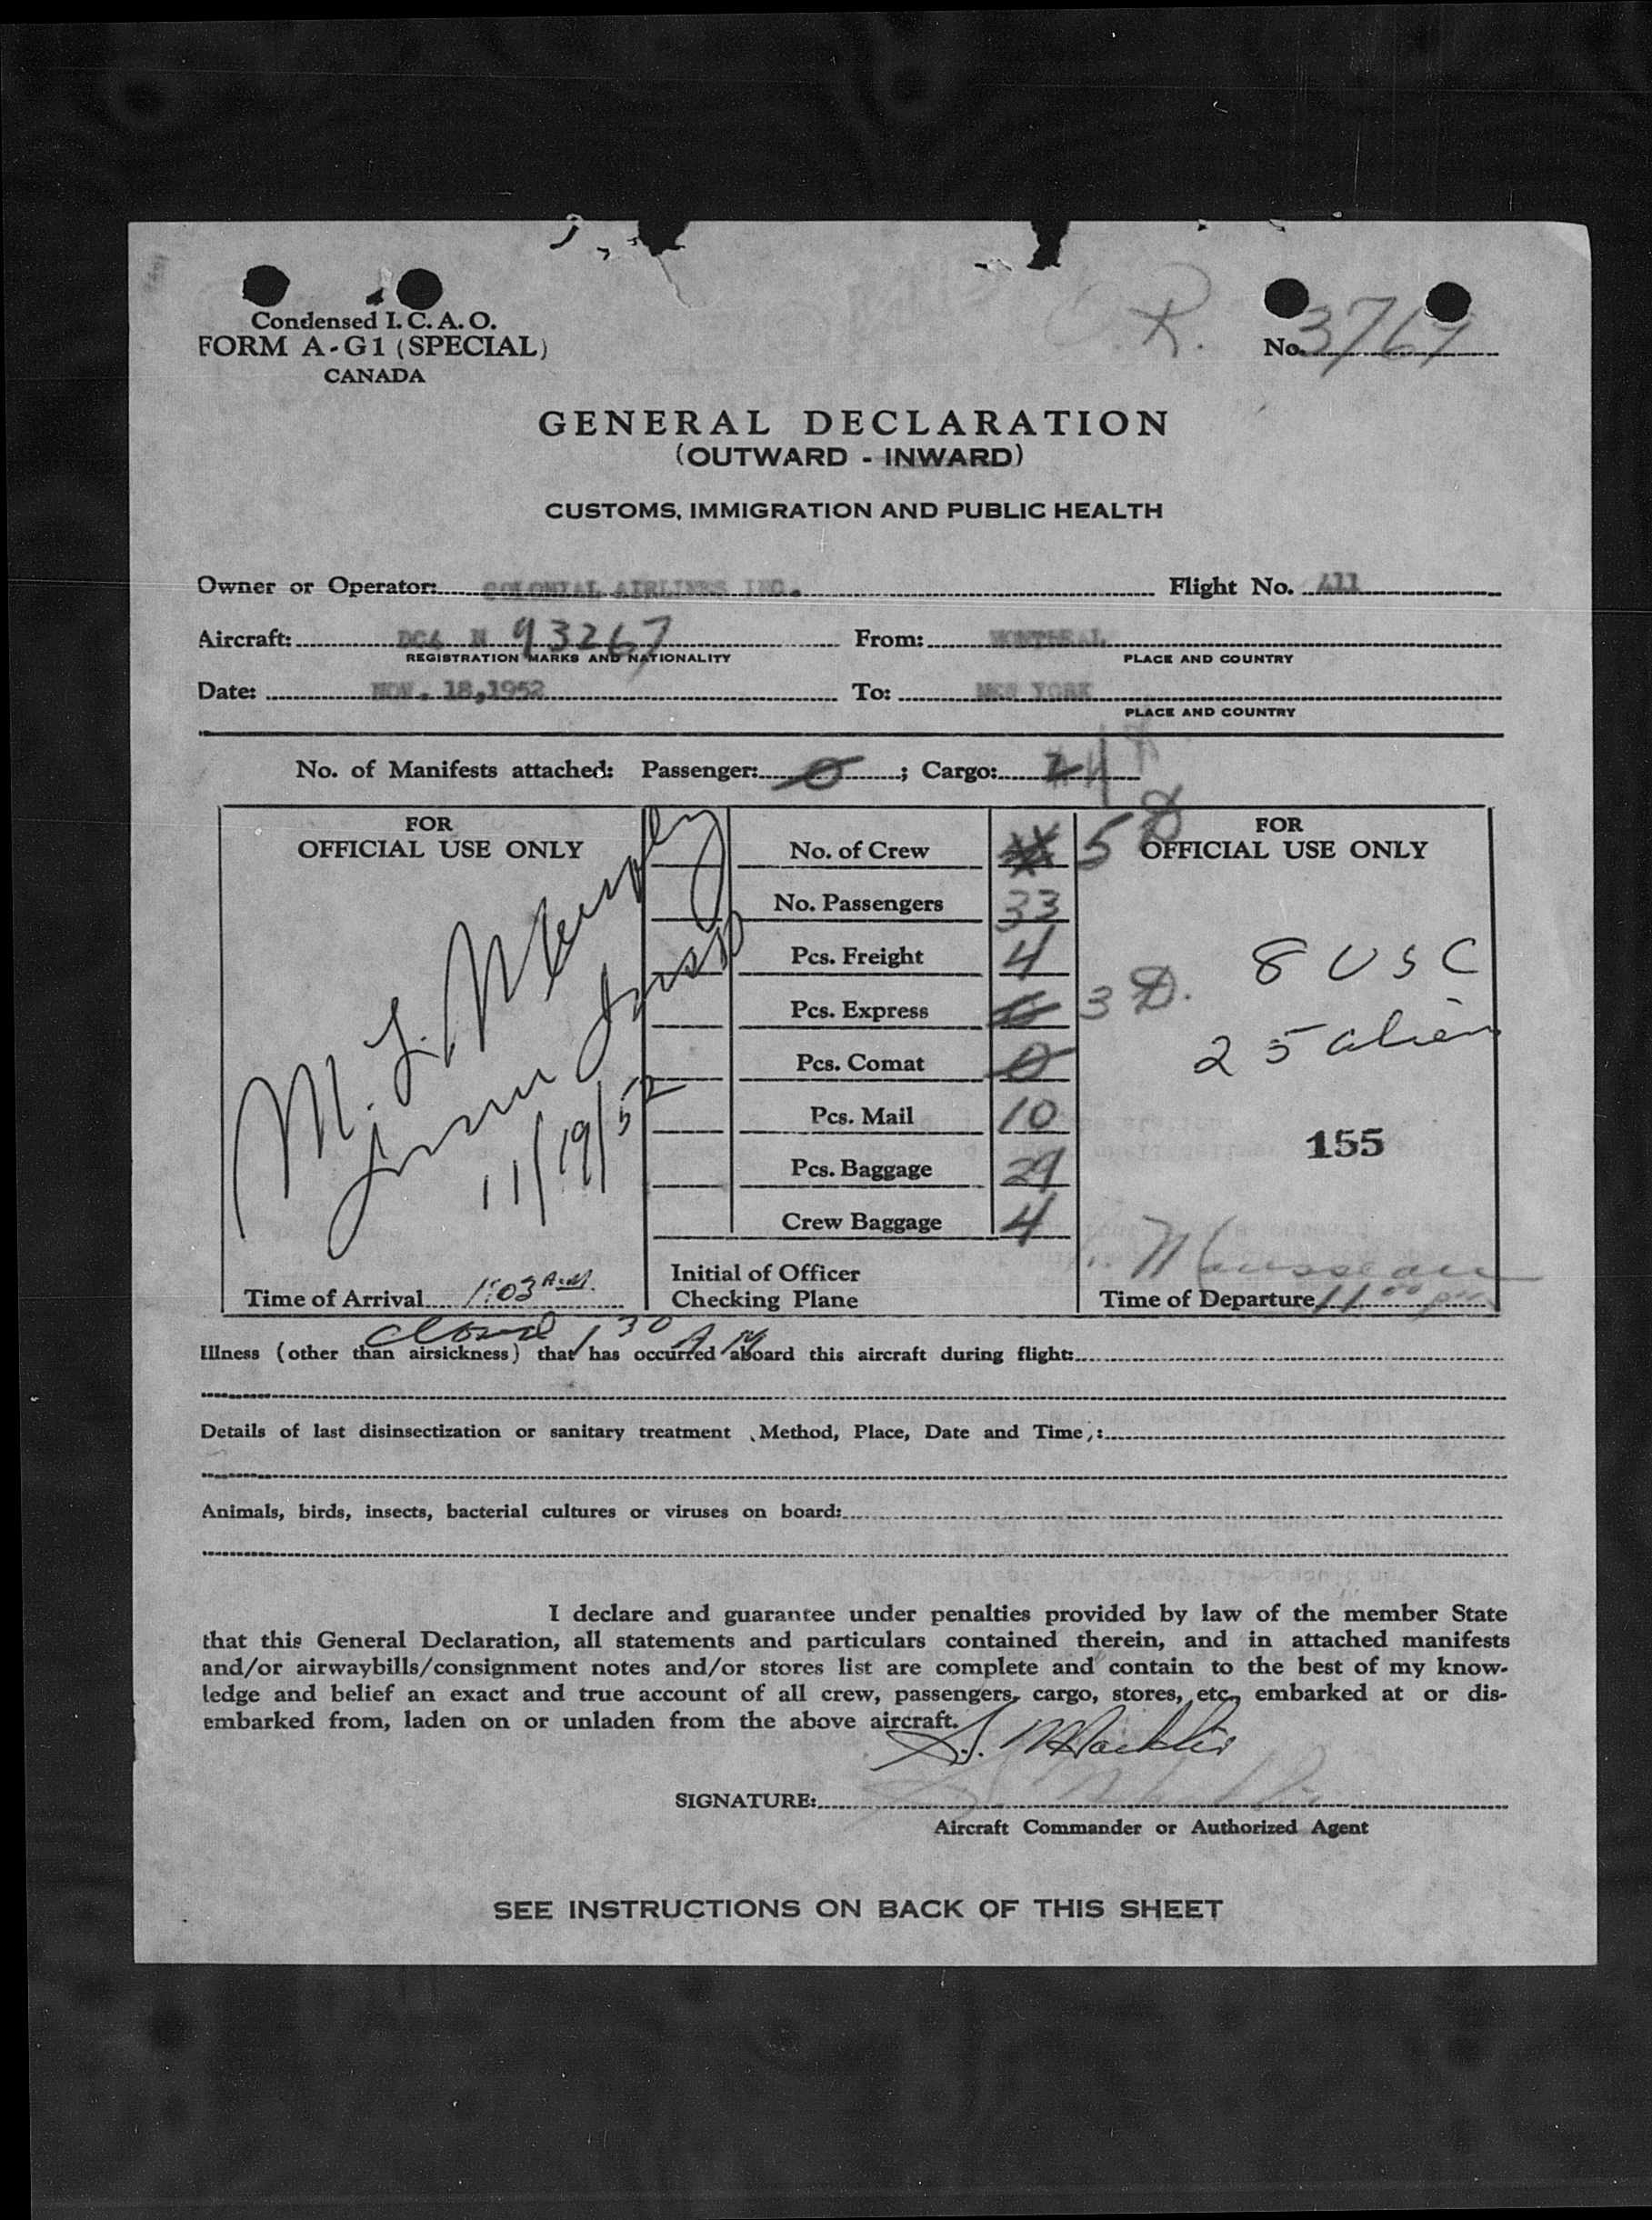 Condensed I.C.A.O.
FORM A-G1 (SPECIAL)
CANADA
R.
No. 3767
GENERAL DECLARATION
(OUTWARD - INWARD)
CUSTOMS, IMMIGRATION AND PUBLIC HEALTH
Owner or Operator: COLONIAL AIRLINES INC. Flight No. 411
Aircraft: DC4 N 93267 From: MONTREAL
REGISTRATION MARKS AND NATIONALITY PLACE AND COUNTRY
Date: NOV. 18,1952 To: NEW YORK
PLACE AND COUNTRY
No. of Manifests attached: Passenger: 0 ; Cargo: 4
FOR
OFFICIAL USE ONLY
M. J. Murphy
11/19/52
Time of Arrival 1:03 A.M.
No. of Crew 5
No. Passengers 33
Pcs. Freight 4
Pcs. Express 3
Pcs. Comat 0
Pcs. Mail 10
Pcs. Baggage 29
Crew Baggage 4
Initial of Officer
Checking Plane
FOR
OFFICIAL USE ONLY
8 USC
25 alien
155
Time of Departure 11 00 pm
closed 1 30 AM
Illness (other than airsickness) that has occurred aboard this aircraft during flight:
Details of last disinsectization or sanitary treatment (Method, Place, Date and Time):
Animals, birds, insects, bacterial cultures or viruses on board:
I declare and guarantee under penalties provided by law of the member State
that this General Declaration, all statements and particulars contained therein, and in attached manifests
and/or airwaybills/consignment notes and/or stores list are complete and contain to the best of my know-
ledge and belief an exact and true account of all crew, passengers, cargo, stores, etc., embarked at or dis-
embarked from, laden on or unladen from the above aircraft.
SIGNATURE:
Aircraft Commander or Authorized Agent
SEE INSTRUCTIONS ON BACK OF THIS SHEET